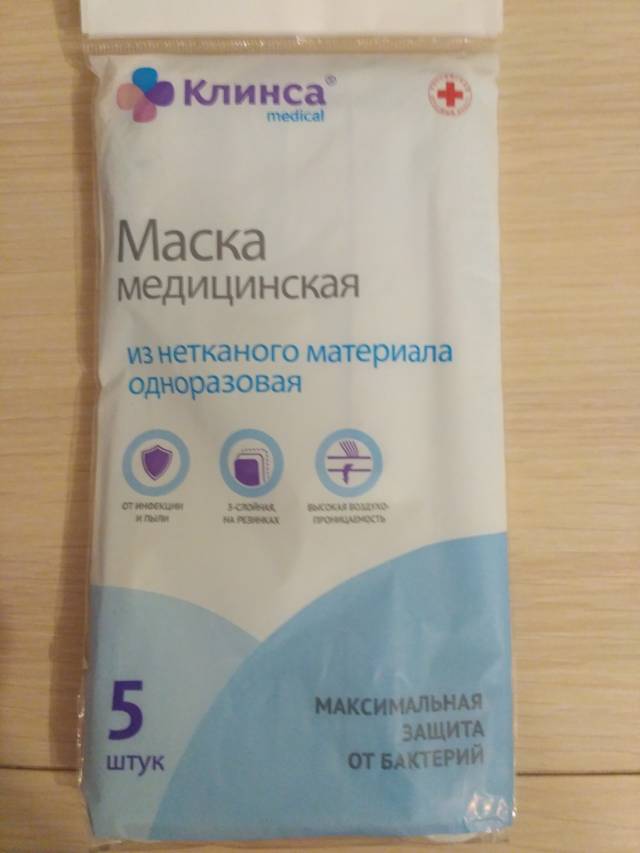 Клинса®
medical
Маска
медицинская
из нетканого материала
одноразовая
ОТ ИНФЕКЦИИ
И ПЫЛИ
3-СЛОЙНАЯ,
НА РЕЗИНКАХ
ВЫСОКАЯ ВОЗДУХО-
ПРОНИЦАЕМОСТЬ
5
штук
МАКСИМАЛЬНАЯ
ЗАЩИТА
ОТ БАКТЕРИЙ